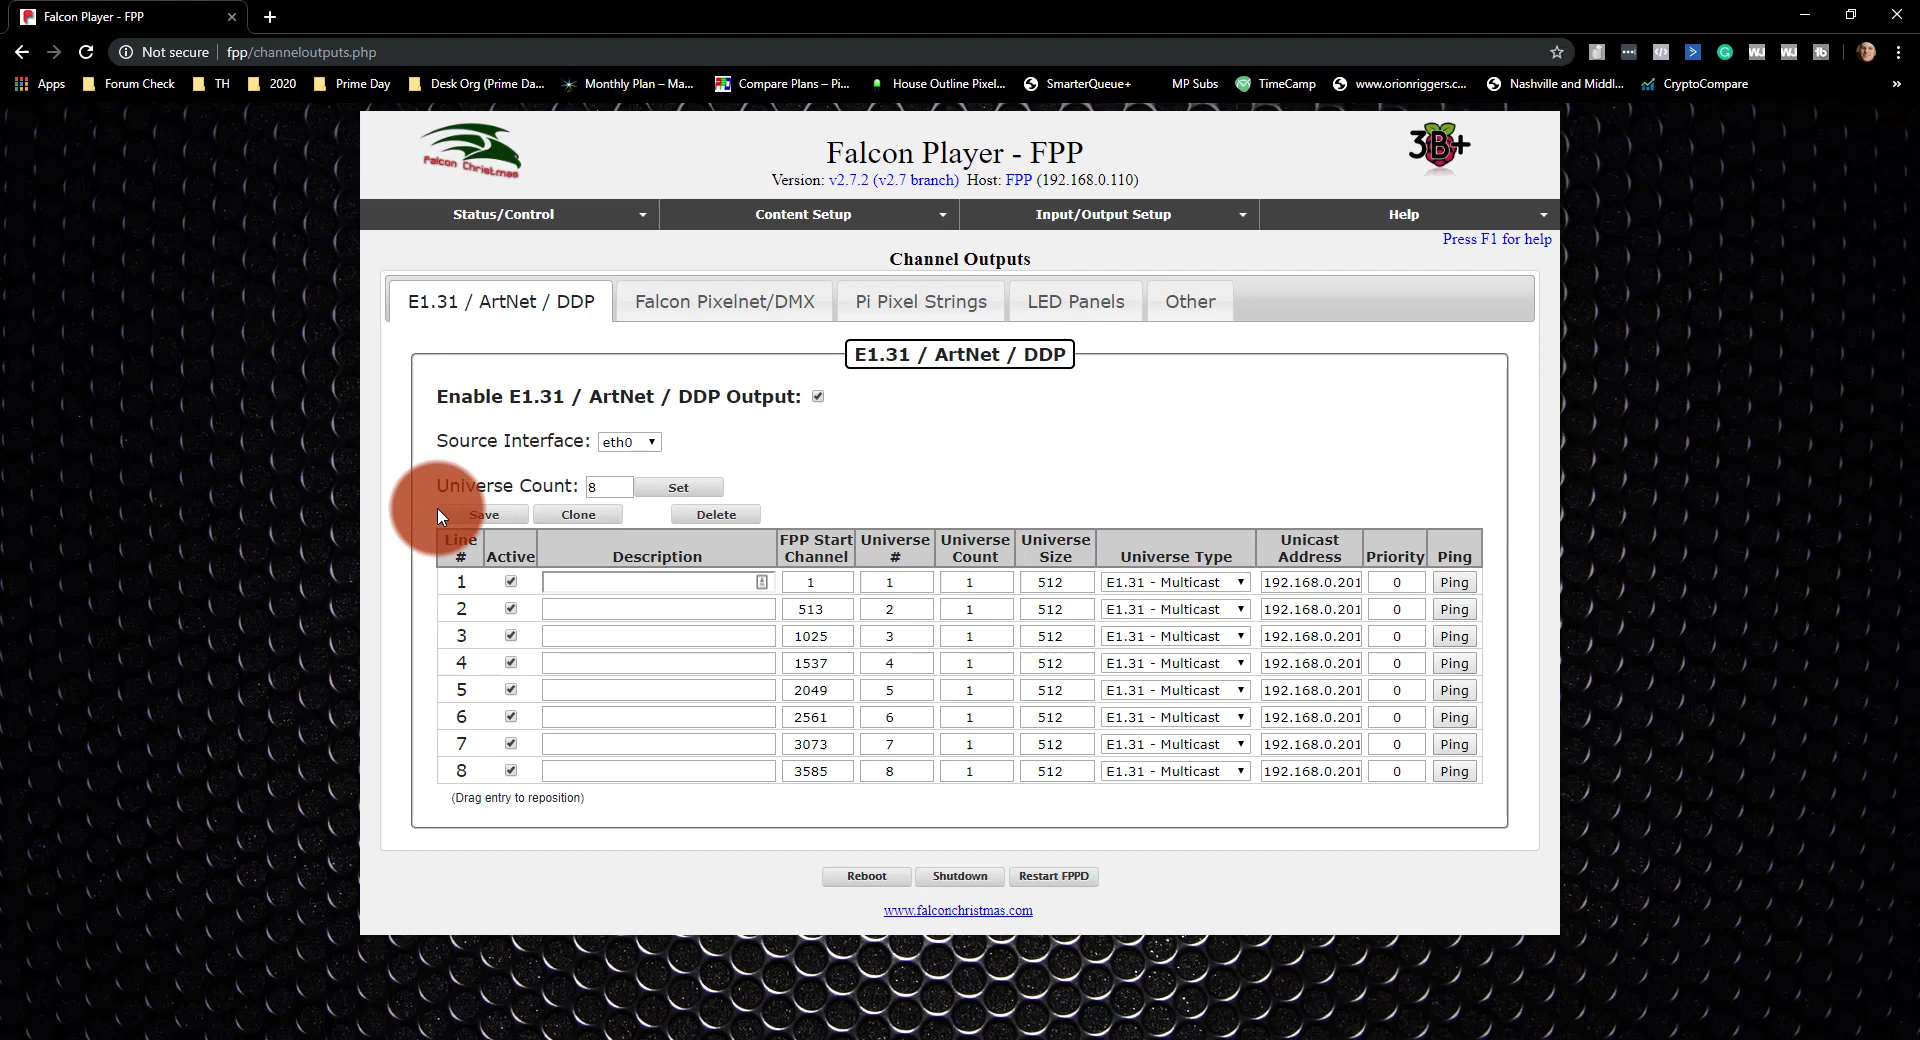 Falcon Player - FPP
Not secure | fpp/channeloutputs.php
Apps Forum Check TH 2020 Prime Day Desk Org (Prime Da... Monthly Plan – Ma... Compare Plans – Pi... House Outline Pixel... SmarterQueue+ MP Subs TimeCamp www.orionriggers.c... Nashville and Middl... CryptoCompare »
Falcon Christmas
3B+
Falcon Player - FPP
Version: v2.7.2 (v2.7 branch) Host: FPP (192.168.0.110)
Status/Control Content Setup Input/Output Setup Help
Press F1 for help
Channel Outputs
E1.31 / ArtNet / DDP Falcon Pixelnet/DMX Pi Pixel Strings LED Panels Other
E1.31 / ArtNet / DDP
Enable E1.31 / ArtNet / DDP Output:
Source Interface: eth0
Universe Count: 8 Set
Save Clone Delete
Line # Active Description FPP Start Channel Universe # Universe Count Universe Size Universe Type Unicast Address Priority Ping
1 1 1 1 512 E1.31 - Multicast 192.168.0.201 0 Ping
2 513 2 1 512 E1.31 - Multicast 192.168.0.201 0 Ping
3 1025 3 1 512 E1.31 - Multicast 192.168.0.201 0 Ping
4 1537 4 1 512 E1.31 - Multicast 192.168.0.201 0 Ping
5 2049 5 1 512 E1.31 - Multicast 192.168.0.201 0 Ping
6 2561 6 1 512 E1.31 - Multicast 192.168.0.201 0 Ping
7 3073 7 1 512 E1.31 - Multicast 192.168.0.201 0 Ping
8 3585 8 1 512 E1.31 - Multicast 192.168.0.201 0 Ping
(Drag entry to reposition)
Reboot Shutdown Restart FPPD
www.falconchristmas.com